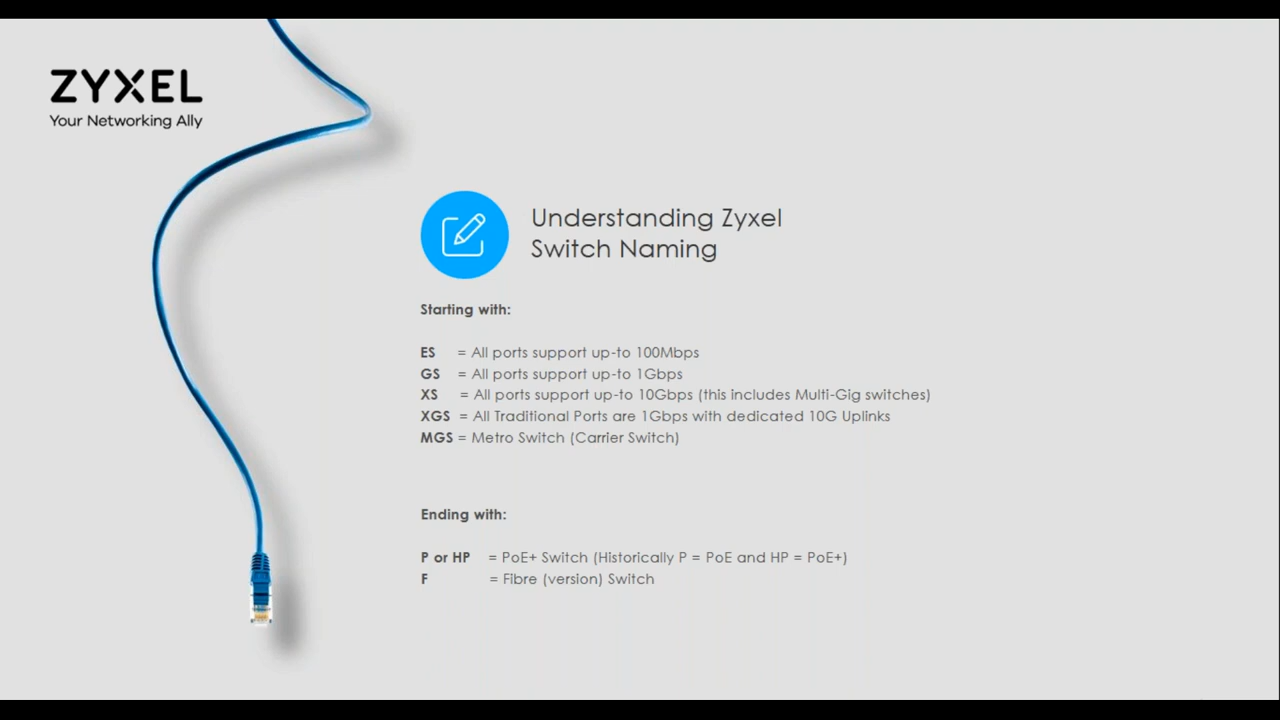 ZYXEL
Your Networking Ally
Understanding Zyxel
Switch Naming
Starting with:
ES = All ports support up-to 100Mbps
GS = All ports support up-to 1Gbps
XS = All ports support up-to 10Gbps (this includes Multi-Gig switches)
XGS = All Traditional Ports are 1Gbps with dedicated 10G Uplinks
MGS = Metro Switch (Carrier Switch)
Ending with:
P or HP = PoE+ Switch (Historically P = PoE and HP = PoE+)
F = Fibre (version) Switch